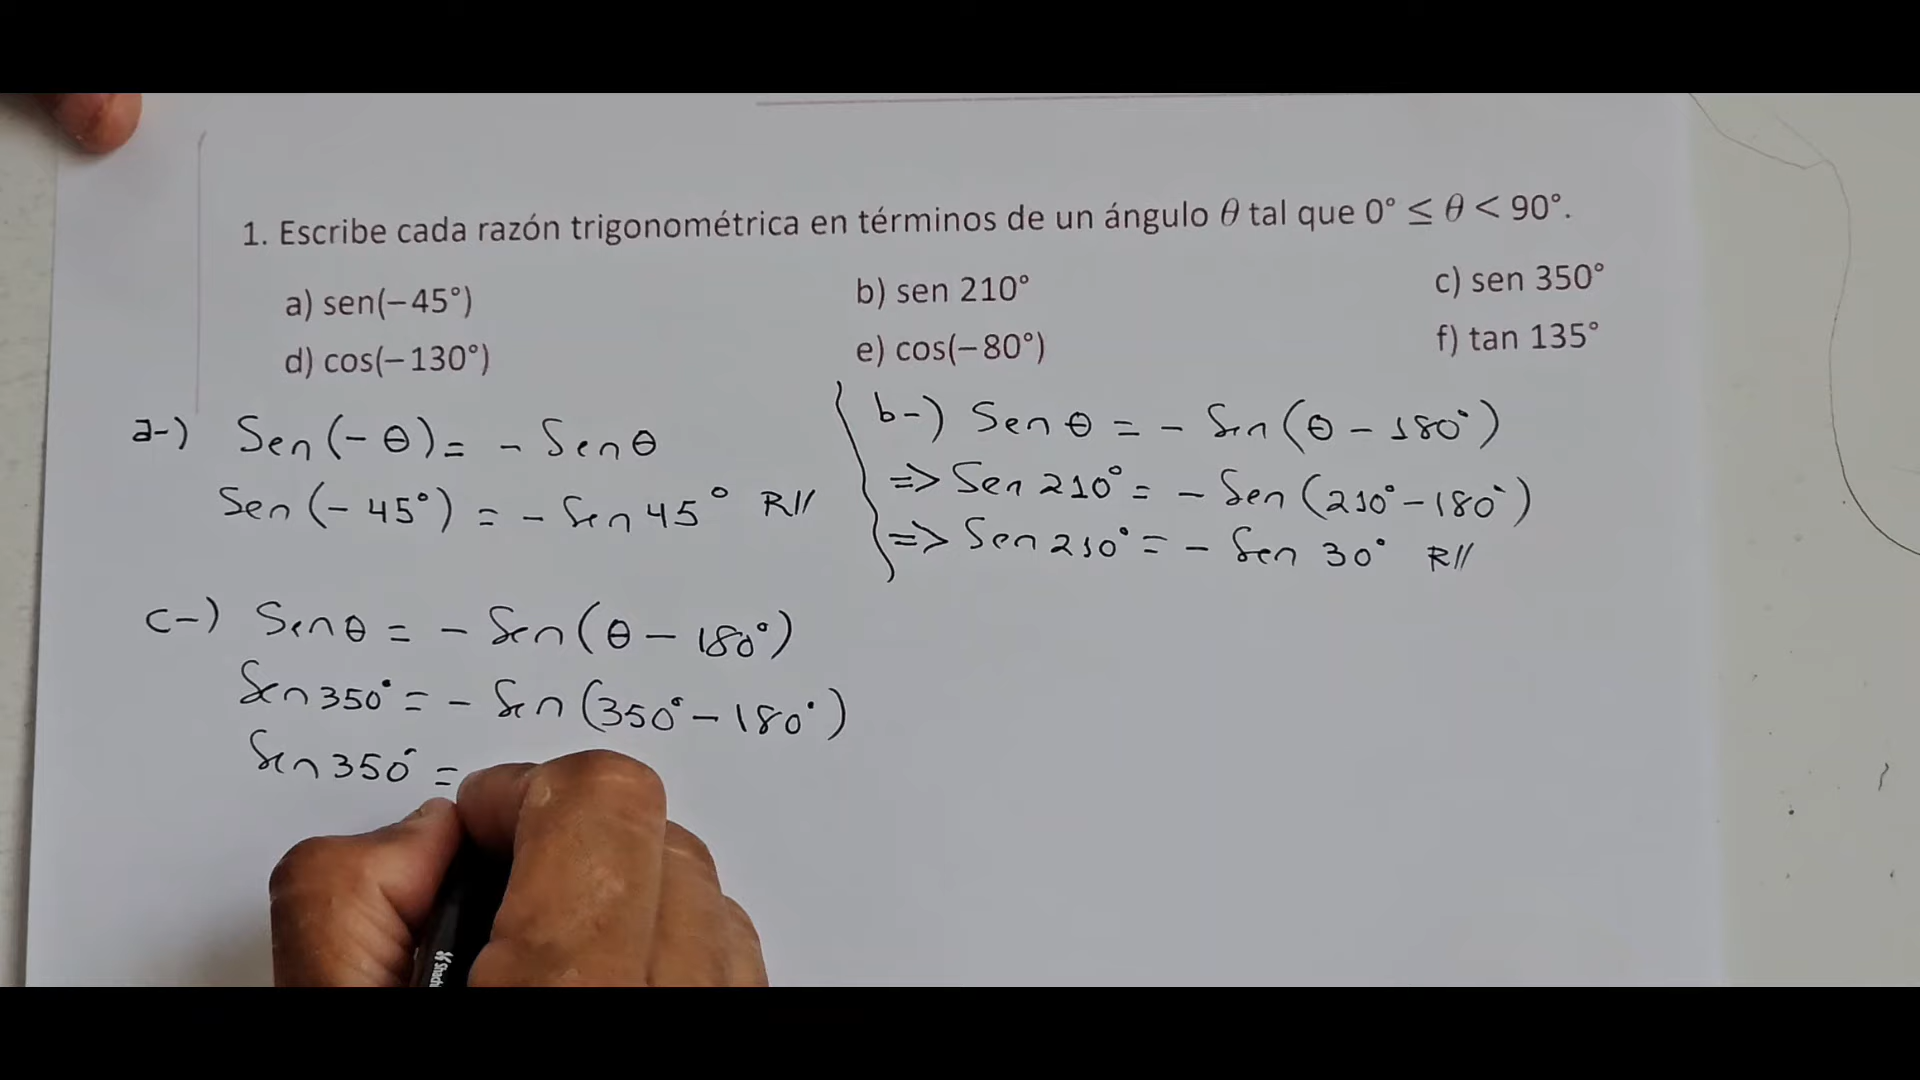 1. Escribe cada razón trigonométrica en términos de un ángulo θ tal que 0° ≤ θ < 90°.
a) sen(−45°) b) sen 210° c) sen 350°
d) cos(−130°) e) cos(−80°) f) tan 135°
a-) Sen(-θ) = - Senθ
Sen(-45°) = - Sen 45° R//
b-) Sen θ = - Sen(θ - 180°)
=> Sen 210° = - Sen(210° - 180°)
=> Sen 210° = - Sen 30° R//
c-) Sen θ = - Sen(θ - 180°)
Sen 350° = - Sen(350° - 180°)
Sen 350° =